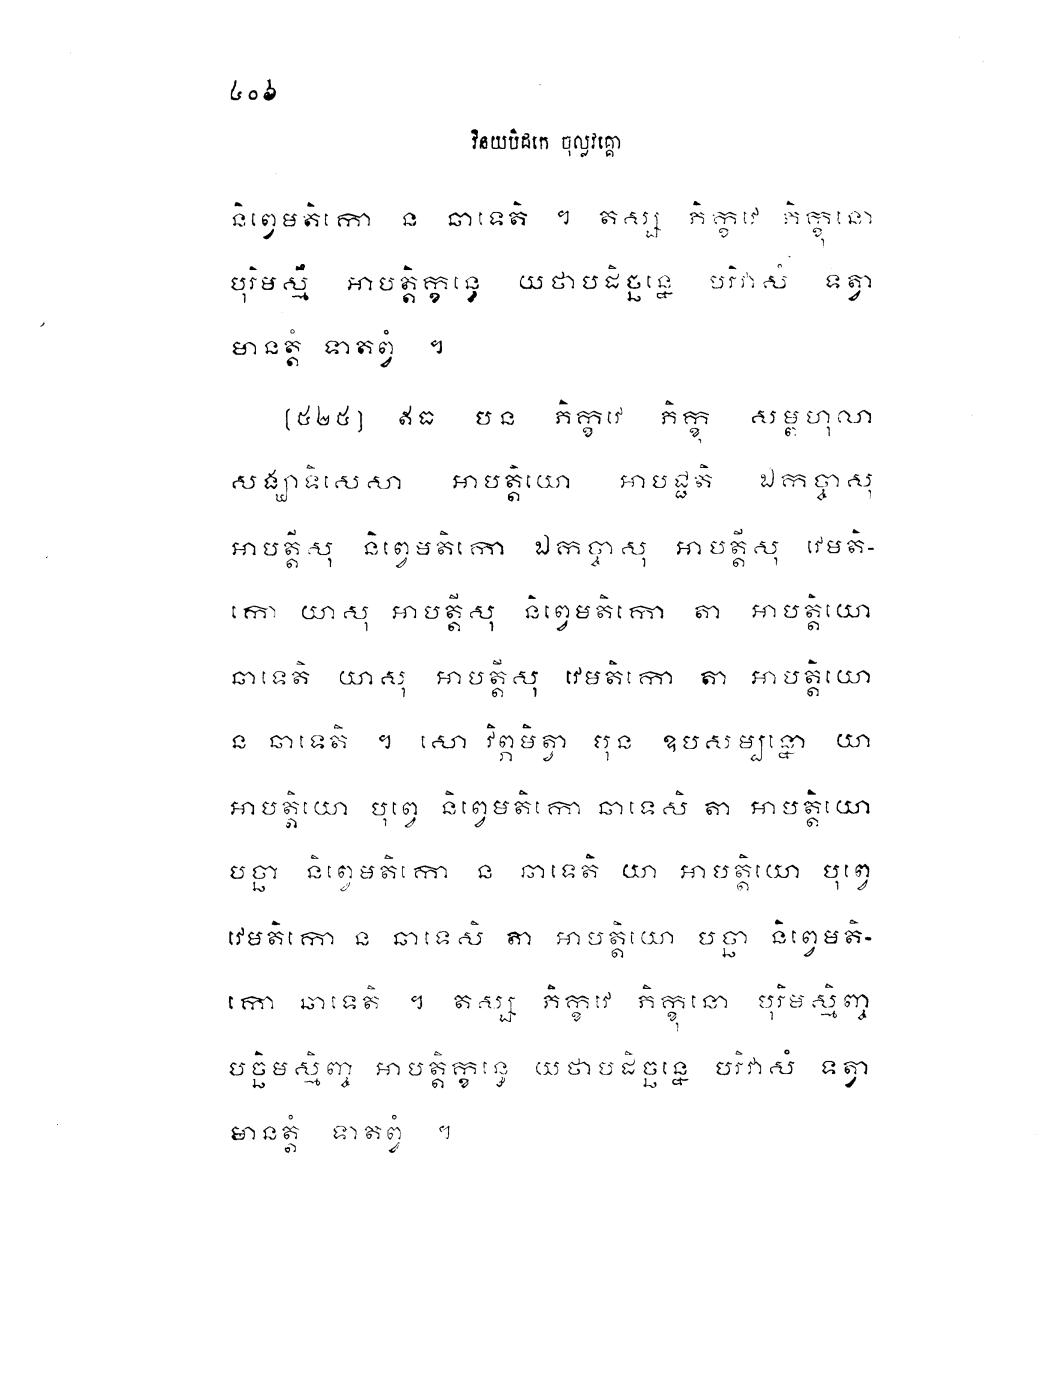 ៤០៦
វិនយបិដកេ ចុល្លវគ្គោ
និព្វេមតិកោ ន ឆាទេតិ ។ តស្ស ភិក្ខវេ ភិក្ខុនោ
បុរិមស្មឹ អាបត្តិក្ខន្ធេ យថាបដិច្ឆន្នេ បរិវាសំ ទត្វា
មានត្តំ ទាតព្វំ ។
(៥២៥) ឥធ បន ភិក្ខវេ ភិក្ខុ សម្ពហុលា
សង្ឃាទិសេសា អាបត្តិយោ អាបជ្ជតិ ឯកច្ចាសុ
អាបត្តីសុ និព្វេមតិកោ ឯកច្ចាសុ អាបត្តីសុ វេមតិ-
កោ យាសុ អាបត្តីសុ និព្វេមតិកោ តា អាបត្តិយោ
ឆាទេតិ យាសុ អាបត្តីសុ វេមតិកោ តា អាបត្តិយោ
ន ឆាទេតិ ។ សោ វិព្ភមិត្វា បុន ឧបសម្បន្នោ យា
អាបត្តិយោ បុព្វេ និព្វេមតិកោ ឆាទេសិ តា អាបត្តិយោ
បច្ឆា និព្វេមតិកោ ន ឆាទេតិ យា អាបត្តិយោ បុព្វេ
វេមតិកោ ន ឆាទេសិ តា អាបត្តិយោ បច្ឆា និព្វេមតិ-
កោ ឆាទេតិ ។ តស្ស ភិក្ខវេ ភិក្ខុនោ បុរិមស្មិញ្ច
បច្ឆិមស្មិញ្ច អាបត្តិក្ខន្ធេ យថាបដិច្ឆន្នេ បរិវាសំ ទត្វា
មានត្តំ ទាតព្វំ ។